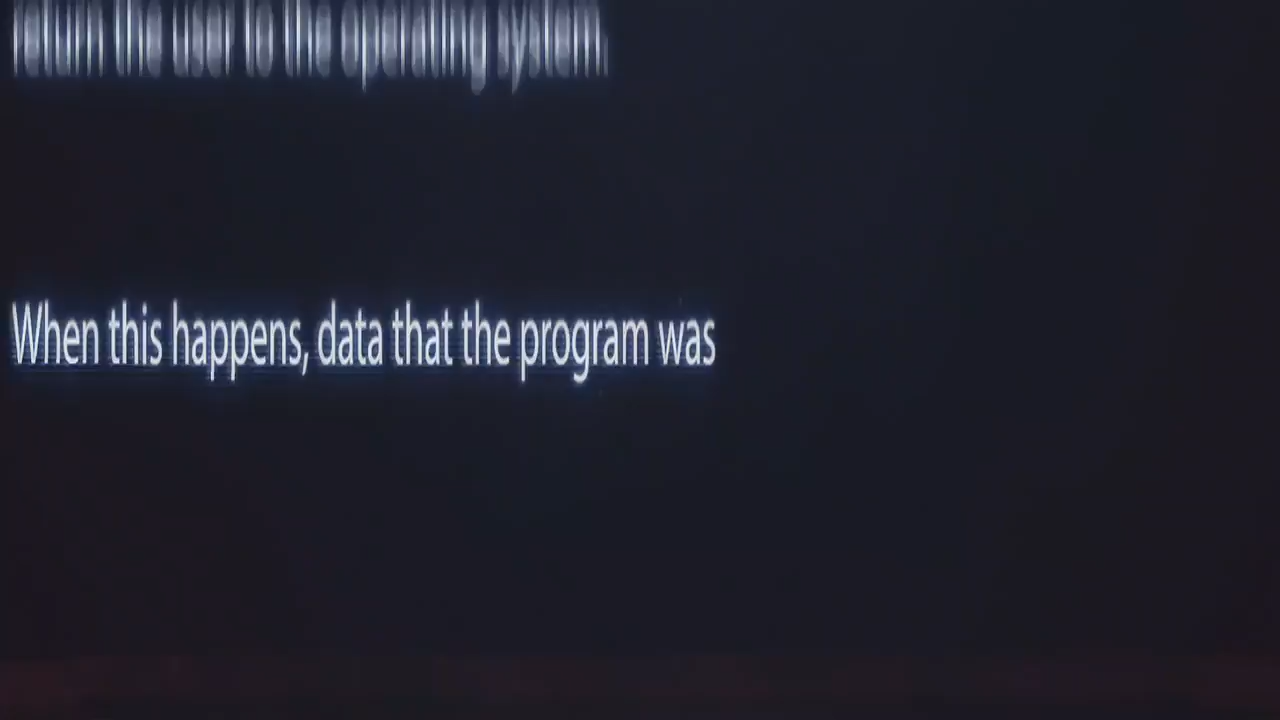 return the user to the operating system.
When this happens, data that the program was